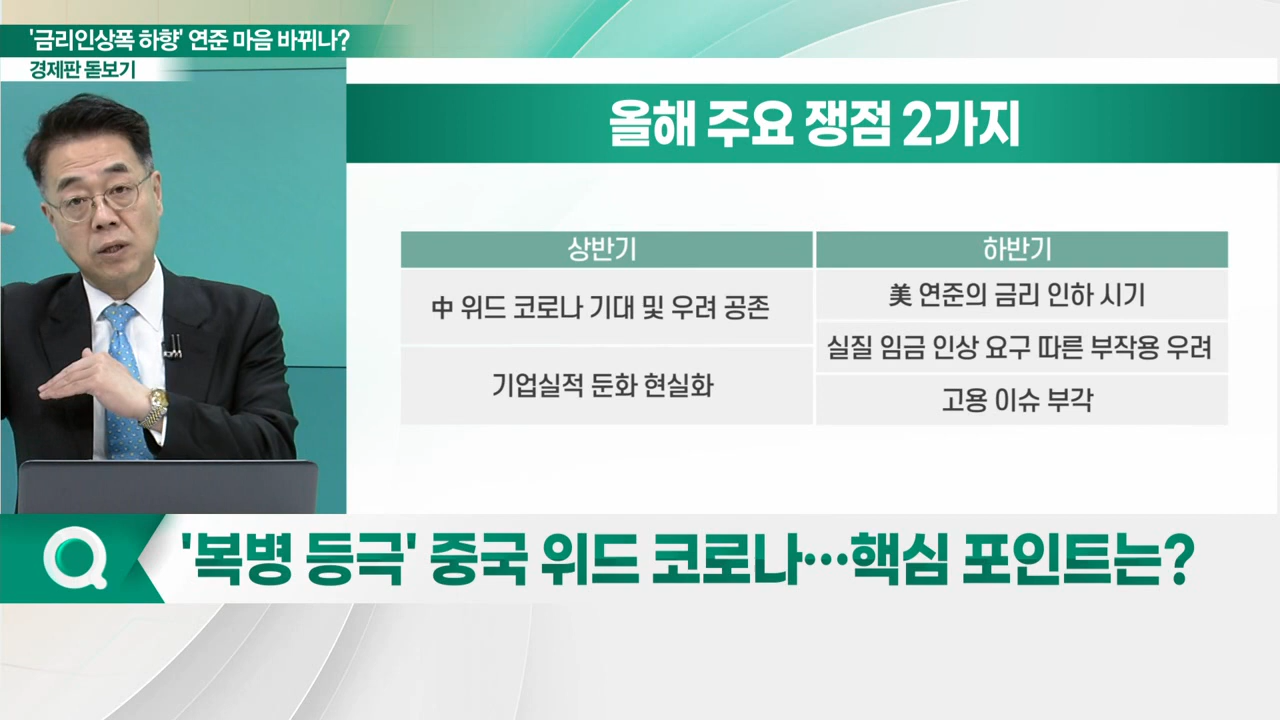 '금리인상폭 하향' 연준 마음 바뀌나?
경제판 돋보기
올해 주요 쟁점 2가지
상반기
하반기
中 위드 코로나 기대 및 우려 공존
기업실적 둔화 현실화
美 연준의 금리 인하 시기
실질 임금 인상 요구 따른 부작용 우려
고용 이슈 부각
'복병 등극' 중국 위드 코로나…핵심 포인트는?